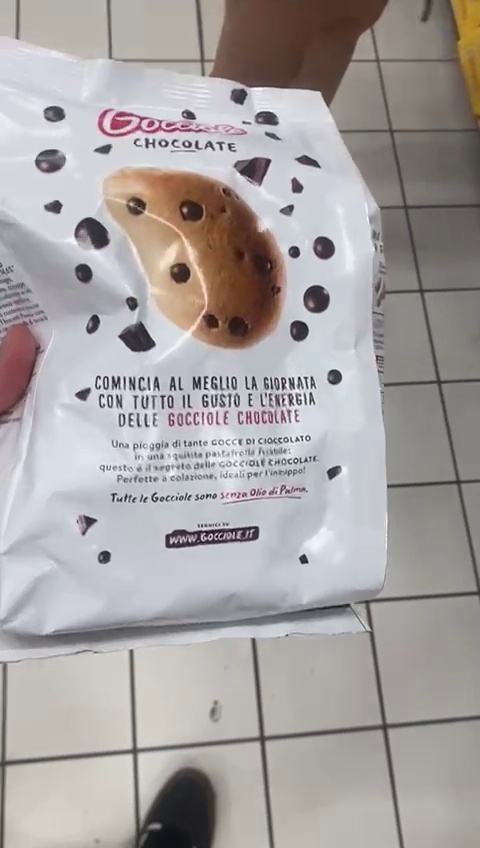 Gocciole
CHOCOLATE
COMINCIA AL MEGLIO LA GIORNATA
CON TUTTO IL GUSTO E L'ENERGIA
DELLE GOCCIOLE CHOCOLATE
Una pioggia di tante GOCCE DI CIOCCOLATO
in una squisita pastafrolla friabile:
questo è il segreto delle GOCCIOLE CHOCOLATE.
Perfette a colazione, ideali per l'inzuppo!
Tutte le Gocciole sono senza Olio di Palma.
SEGUICI SU
WWW.GOCCIOLE.IT